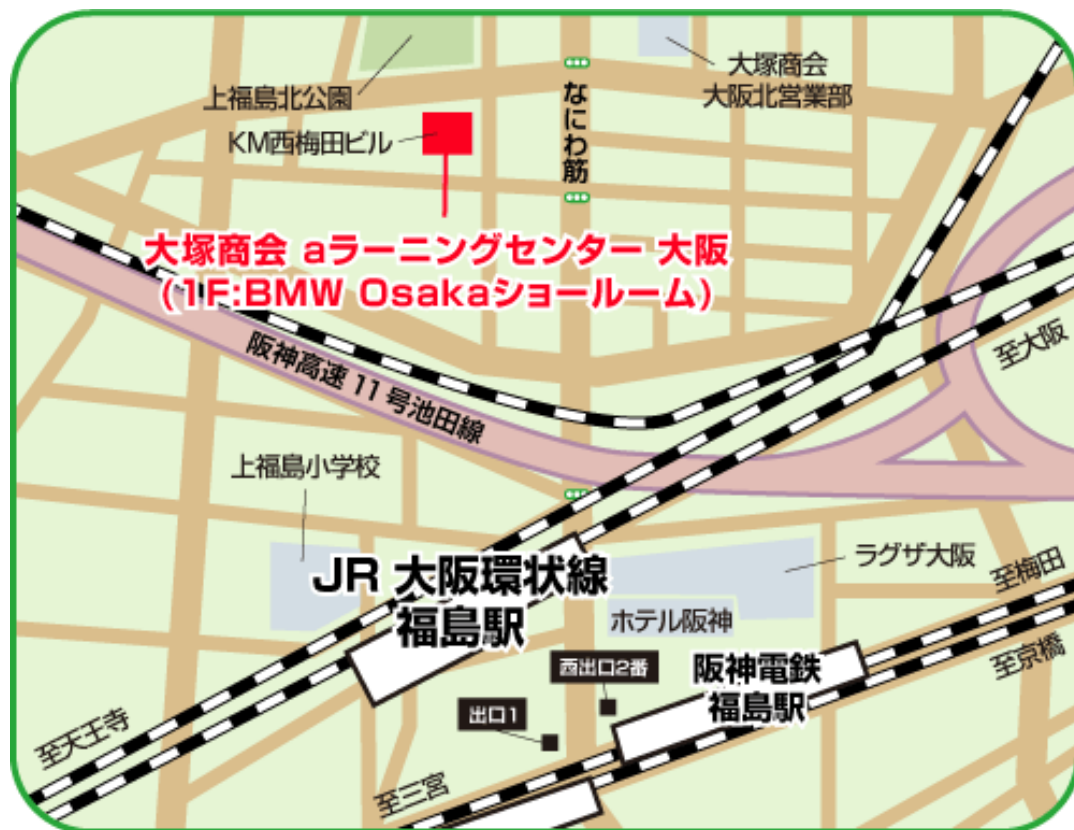 上福島北公園
大塚商会
大阪北営業部
KM西梅田ビル
なにわ筋
大塚商会 aラーニングセンター 大阪
(1F:BMW Osakaショールーム)
阪神高速11号池田線
至大阪
上福島小学校
JR 大阪環状線
福島駅
ラグザ大阪
ホテル阪神
至梅田
至京橋
西出口2番
阪神電鉄
福島駅
出口1
至天王寺
至三宮